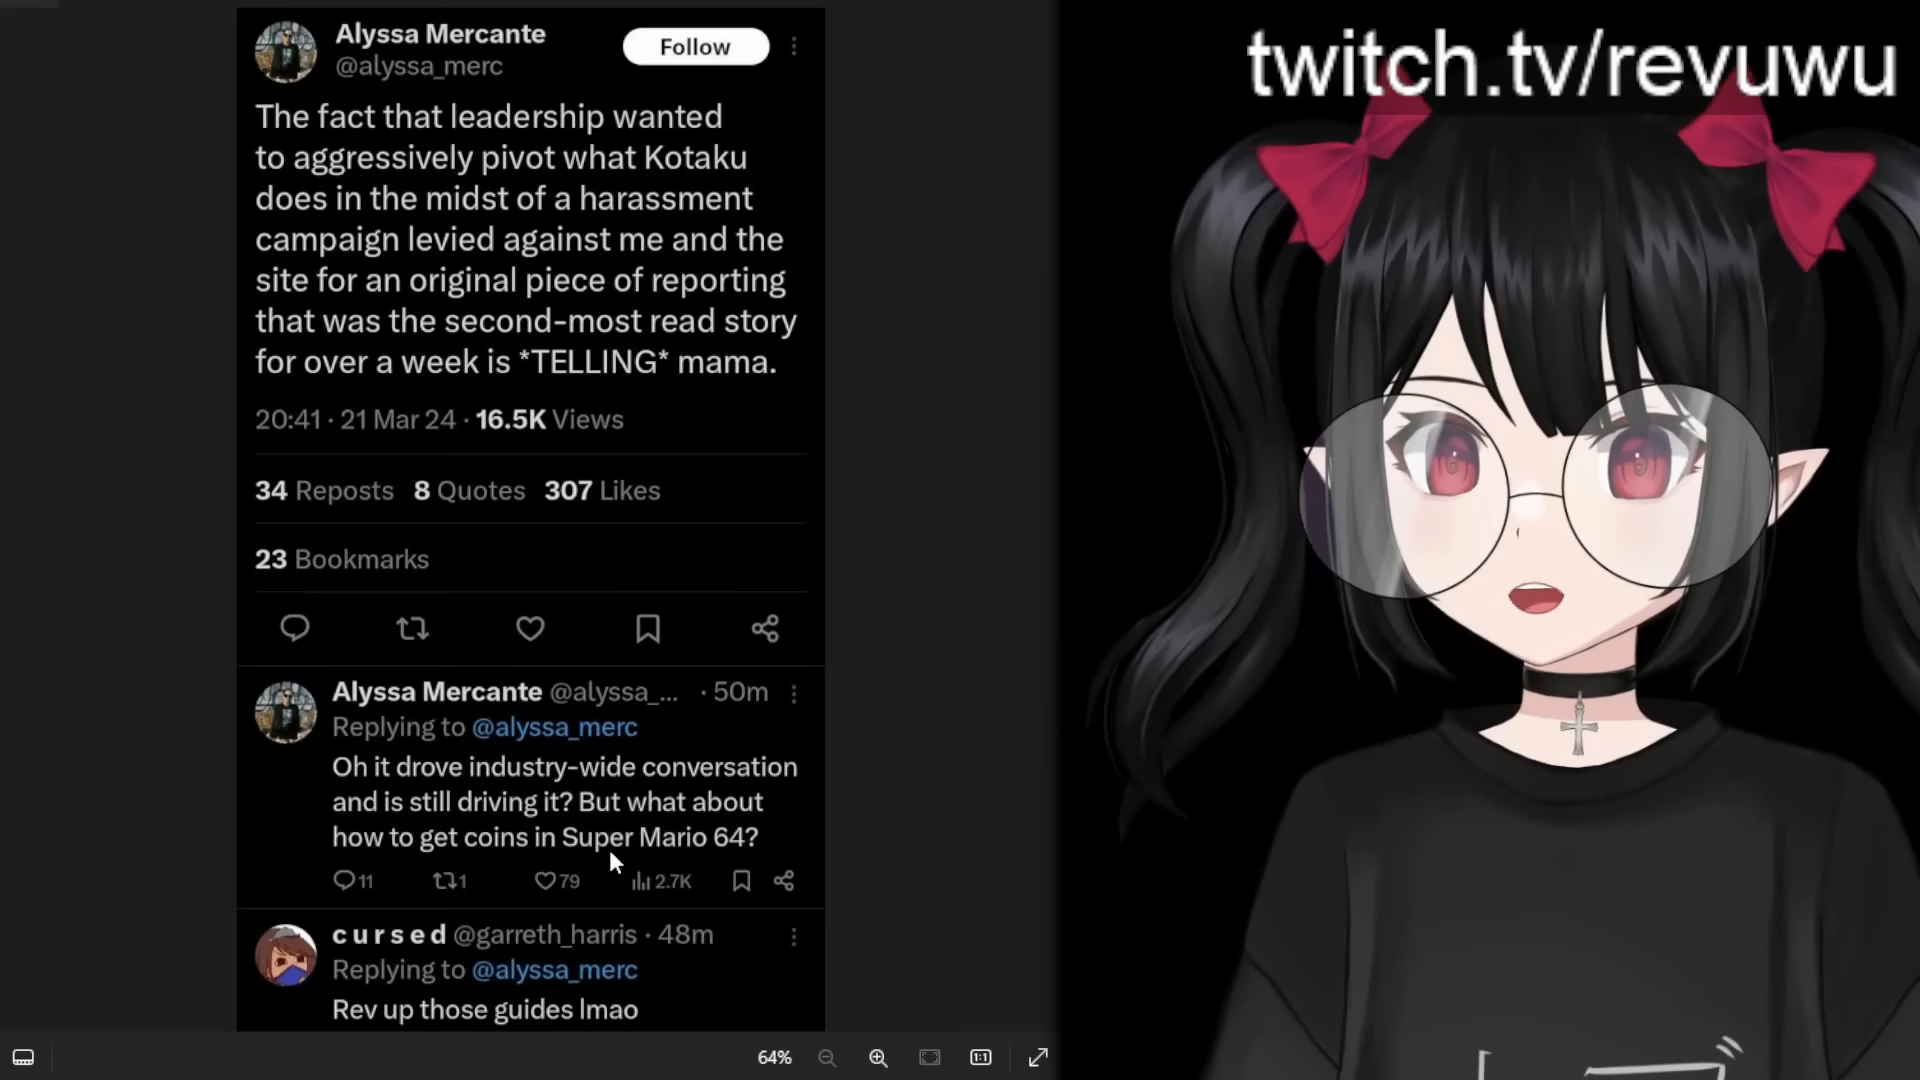 Alyssa Mercante
@alyssa_merc
Follow
The fact that leadership wanted
to aggressively pivot what Kotaku
does in the midst of a harassment
campaign levied against me and the
site for an original piece of reporting
that was the second-most read story
for over a week is *TELLING* mama.
20:41 · 21 Mar 24 · 16.5K Views
34 Reposts 8 Quotes 307 Likes
23 Bookmarks
Alyssa Mercante @alyssa_... · 50m
Replying to @alyssa_merc
Oh it drove industry-wide conversation
and is still driving it? But what about
how to get coins in Super Mario 64?
11 1 79 2.7K
c u r s e d @garreth_harris · 48m
Replying to @alyssa_merc
Rev up those guides lmao
64%
1:1
twitch.tv/revuwu